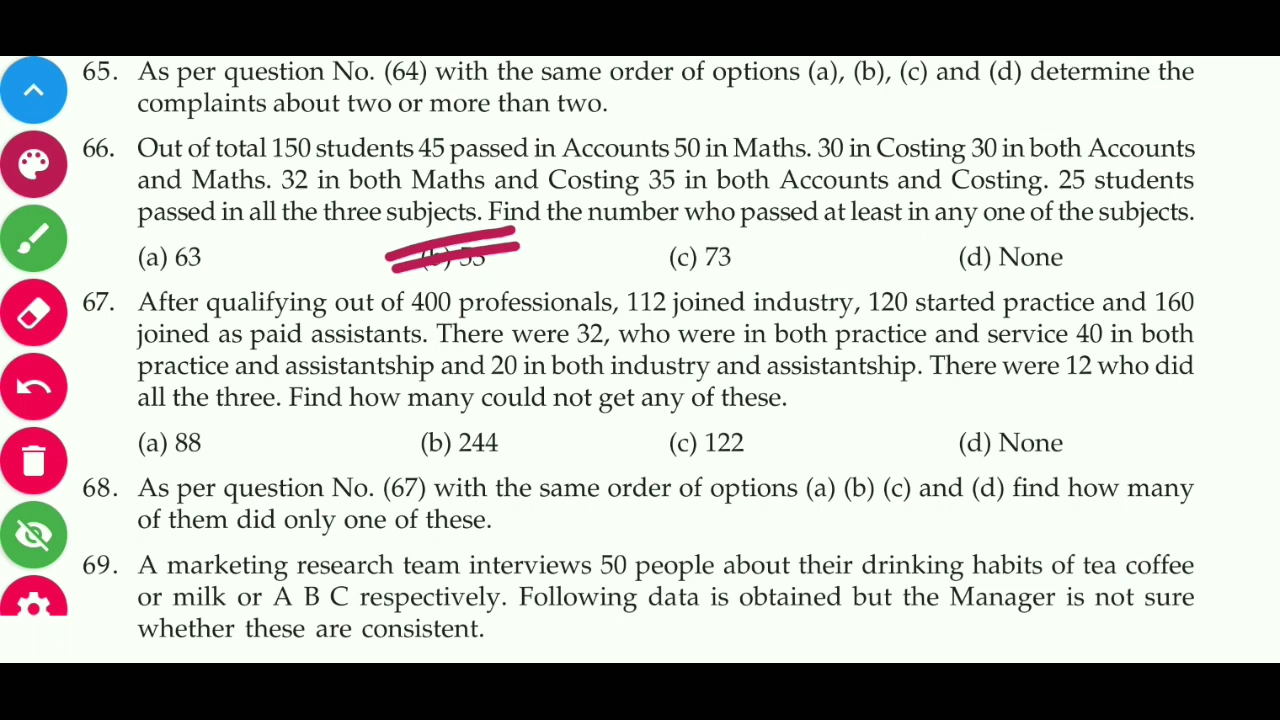 65. As per question No. (64) with the same order of options (a), (b), (c) and (d) determine the
complaints about two or more than two.
66. Out of total 150 students 45 passed in Accounts 50 in Maths. 30 in Costing 30 in both Accounts
and Maths. 32 in both Maths and Costing 35 in both Accounts and Costing. 25 students
passed in all the three subjects. Find the number who passed at least in any one of the subjects.
(a) 63 (b) 53 (c) 73 (d) None
67. After qualifying out of 400 professionals, 112 joined industry, 120 started practice and 160
joined as paid assistants. There were 32, who were in both practice and service 40 in both
practice and assistantship and 20 in both industry and assistantship. There were 12 who did
all the three. Find how many could not get any of these.
(a) 88 (b) 244 (c) 122 (d) None
68. As per question No. (67) with the same order of options (a) (b) (c) and (d) find how many
of them did only one of these.
69. A marketing research team interviews 50 people about their drinking habits of tea coffee
or milk or A B C respectively. Following data is obtained but the Manager is not sure
whether these are consistent.